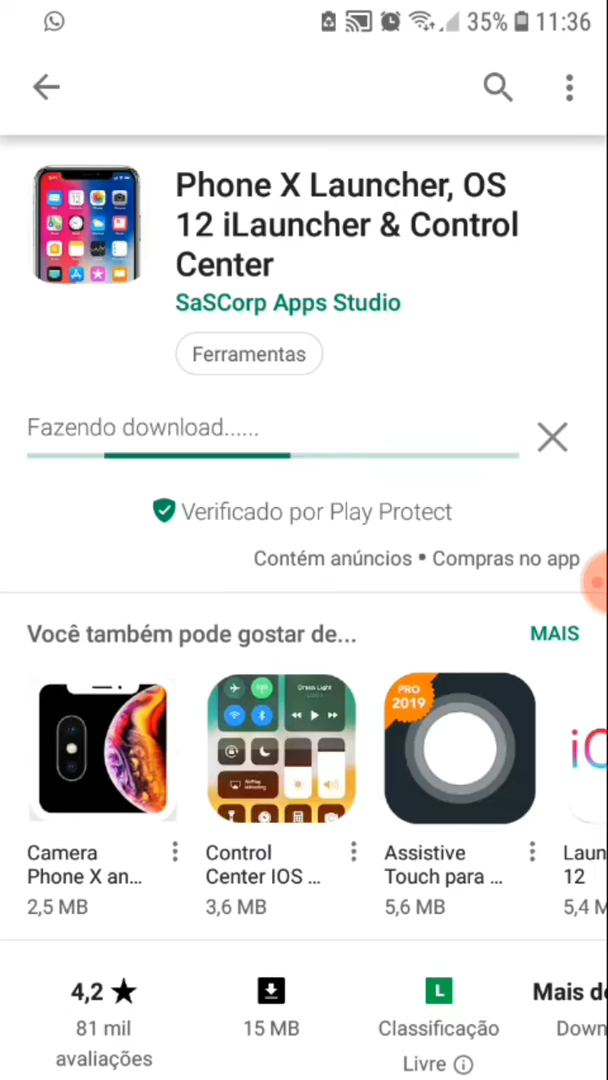 35% 11:36
Phone X Launcher, OS
12 iLauncher & Control
Center
SaSCorp Apps Studio
Ferramentas
Fazendo download......
Verificado por Play Protect
Contém anúncios • Compras no app
Você também pode gostar de...
MAIS
PRO
2019
iO
Camera
Phone X an...
2,5 MB
Control
Center IOS ...
3,6 MB
Assistive
Touch para ...
5,6 MB
Laun
12
5,4 M
4,2 ★
81 mil
avaliações
15 MB
L
Classificação
Livre
Mais d
Down